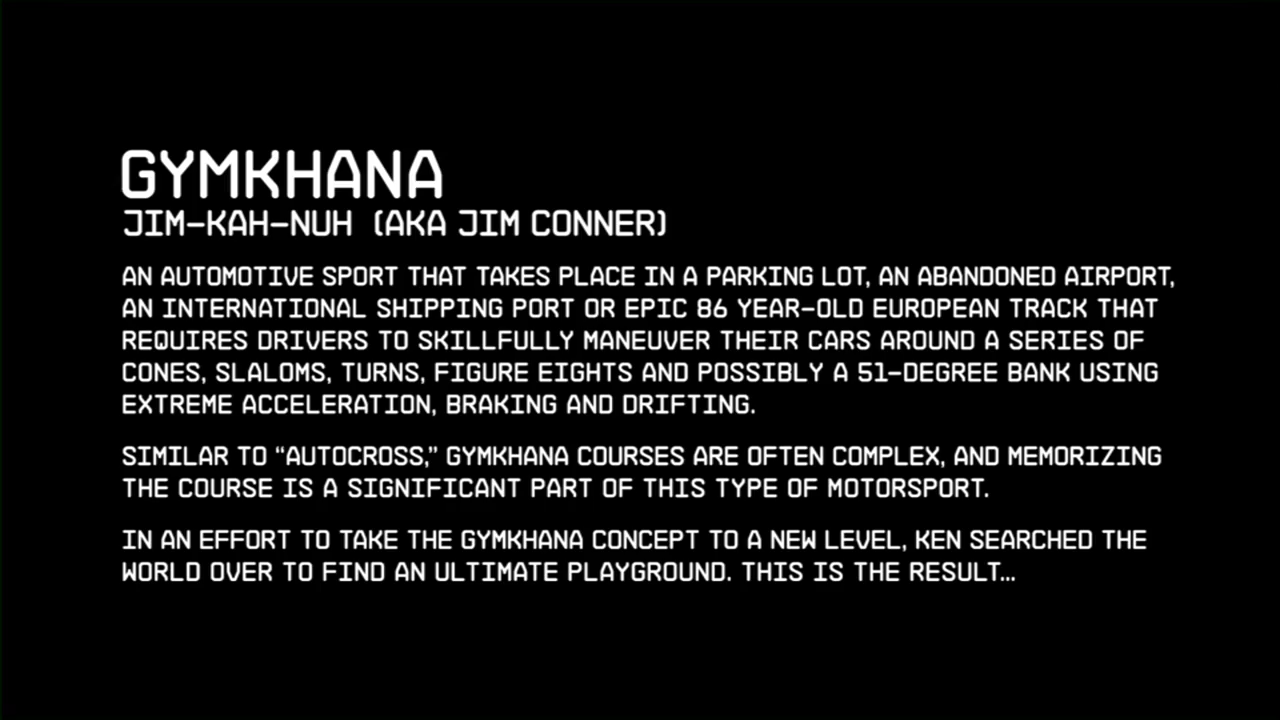 GYMKHANA
JIM-KAH-NUH (AKA JIM CONNER)
AN AUTOMOTIVE SPORT THAT TAKES PLACE IN A PARKING LOT, AN ABANDONED AIRPORT,
AN INTERNATIONAL SHIPPING PORT OR EPIC 86 YEAR-OLD EUROPEAN TRACK THAT
REQUIRES DRIVERS TO SKILLFULLY MANEUVER THEIR CARS AROUND A SERIES OF
CONES, SLALOMS, TURNS, FIGURE EIGHTS AND POSSIBLY A 51-DEGREE BANK USING
EXTREME ACCELERATION, BRAKING AND DRIFTING.
SIMILAR TO “AUTOCROSS,” GYMKHANA COURSES ARE OFTEN COMPLEX, AND MEMORIZING
THE COURSE IS A SIGNIFICANT PART OF THIS TYPE OF MOTORSPORT.
IN AN EFFORT TO TAKE THE GYMKHANA CONCEPT TO A NEW LEVEL, KEN SEARCHED THE
WORLD OVER TO FIND AN ULTIMATE PLAYGROUND. THIS IS THE RESULT...